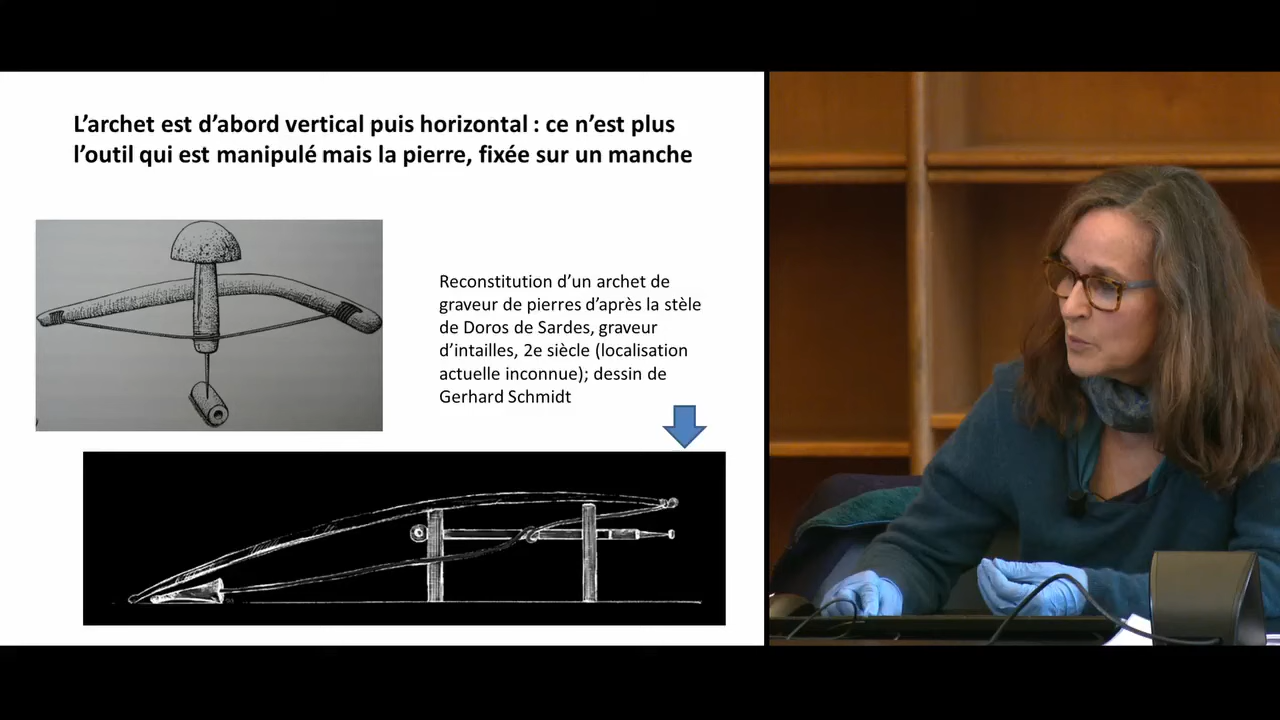 L’archet est d’abord vertical puis horizontal : ce n’est plus
l’outil qui est manipulé mais la pierre, fixée sur un manche
Reconstitution d’un archet de
graveur de pierres d’après la stèle
de Doros de Sardes, graveur
d’intailles, 2e siècle (localisation
actuelle inconnue); dessin de
Gerhard Schmidt